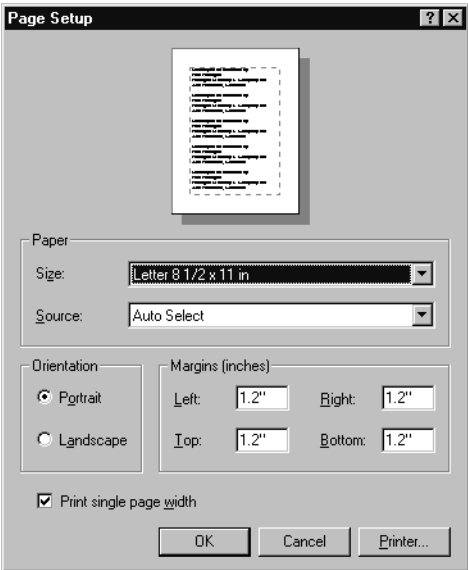 Page Setup
Paper
Size: Letter 8 1/2 x 11 in
Source: Auto Select
Orientation
Portrait
Landscape
Margins (inches)
Left: 1.2" Right: 1.2"
Top: 1.2" Bottom: 1.2"
Print single page width
OK Cancel Printer...